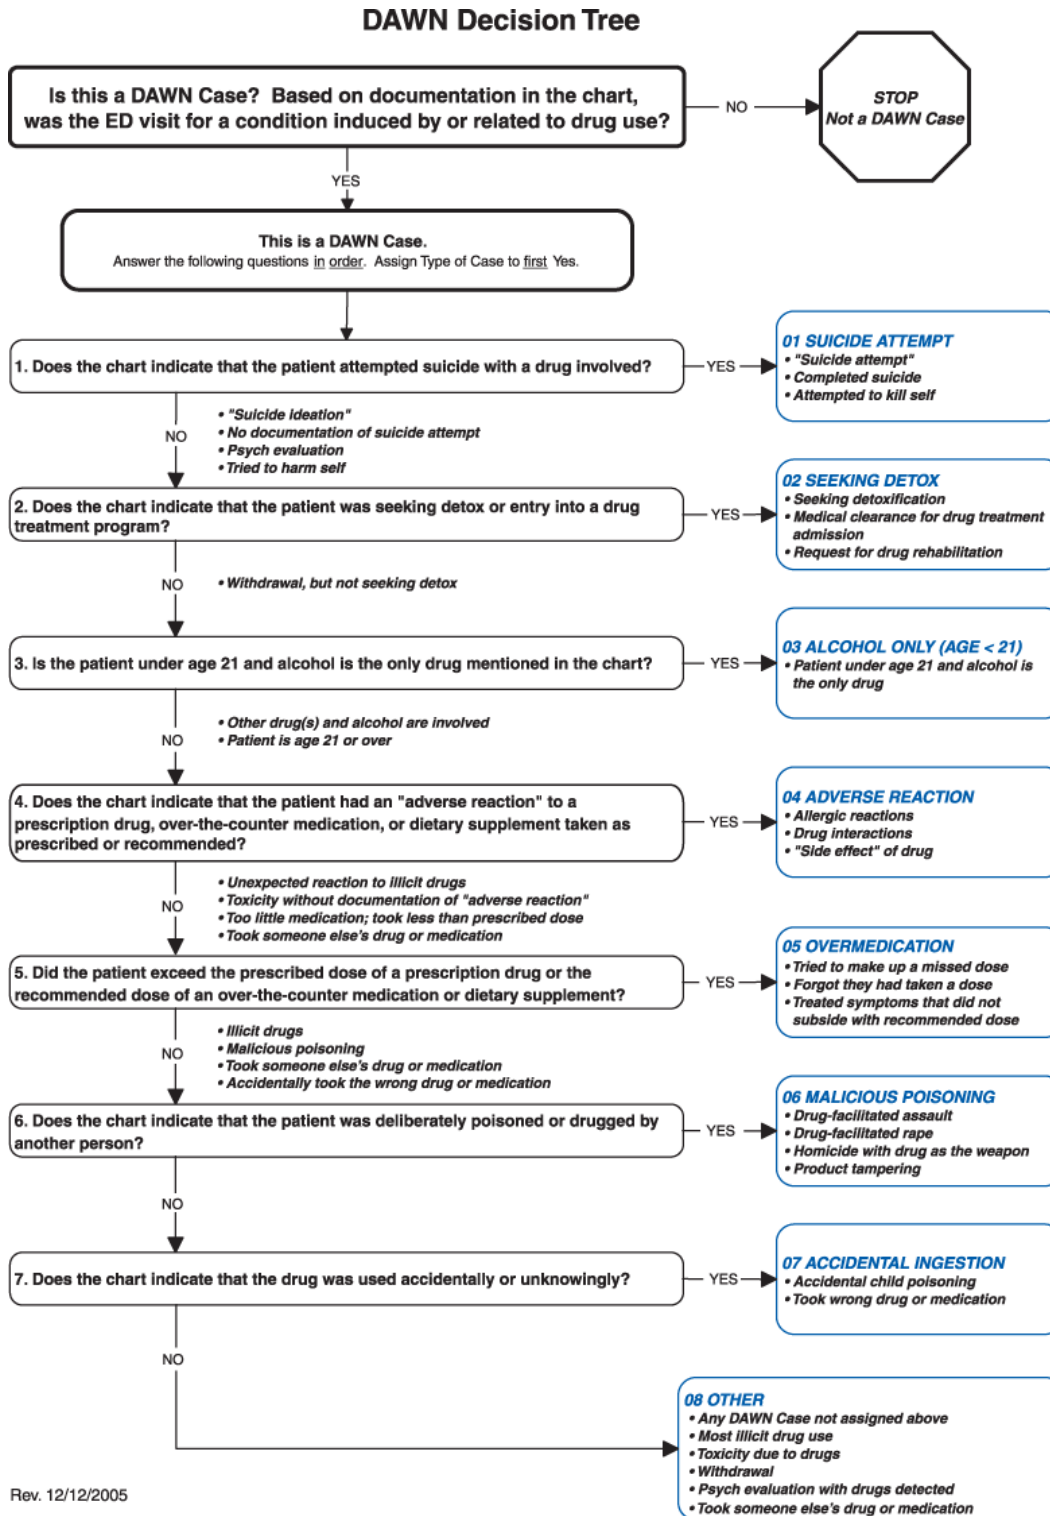 DAWN Decision Tree
Is this a DAWN Case? Based on documentation in the chart,
was the ED visit for a condition induced by or related to drug use?
NO
STOP
Not a DAWN Case
YES
This is a DAWN Case.
Answer the following questions in order. Assign Type of Case to first Yes.
1. Does the chart indicate that the patient attempted suicide with a drug involved?
YES
01 SUICIDE ATTEMPT
• "Suicide attempt"
• Completed suicide
• Attempted to kill self
NO
• "Suicide ideation"
• No documentation of suicide attempt
• Psych evaluation
• Tried to harm self
2. Does the chart indicate that the patient was seeking detox or entry into a drug
treatment program?
YES
02 SEEKING DETOX
• Seeking detoxification
• Medical clearance for drug treatment
admission
• Request for drug rehabilitation
NO
• Withdrawal, but not seeking detox
3. Is the patient under age 21 and alcohol is the only drug mentioned in the chart?
YES
03 ALCOHOL ONLY (AGE < 21)
• Patient under age 21 and alcohol is
the only drug
NO
• Other drug(s) and alcohol are involved
• Patient is age 21 or over
4. Does the chart indicate that the patient had an "adverse reaction" to a
prescription drug, over-the-counter medication, or dietary supplement taken as
prescribed or recommended?
YES
04 ADVERSE REACTION
• Allergic reactions
• Drug interactions
• "Side effect" of drug
NO
• Unexpected reaction to illicit drugs
• Toxicity without documentation of "adverse reaction"
• Too little medication; took less than prescribed dose
• Took someone else's drug or medication
5. Did the patient exceed the prescribed dose of a prescription drug or the
recommended dose of an over-the-counter medication or dietary supplement?
YES
05 OVERMEDICATION
• Tried to make up a missed dose
• Forgot they had taken a dose
• Treated symptoms that did not
subside with recommended dose
NO
• Illicit drugs
• Malicious poisoning
• Took someone else's drug or medication
• Accidentally took the wrong drug or medication
6. Does the chart indicate that the patient was deliberately poisoned or drugged by
another person?
YES
06 MALICIOUS POISONING
• Drug-facilitated assault
• Drug-facilitated rape
• Homicide with drug as the weapon
• Product tampering
NO
7. Does the chart indicate that the drug was used accidentally or unknowingly?
YES
07 ACCIDENTAL INGESTION
• Accidental child poisoning
• Took wrong drug or medication
NO
08 OTHER
• Any DAWN Case not assigned above
• Most illicit drug use
• Toxicity due to drugs
• Withdrawal
• Psych evaluation with drugs detected
• Took someone else's drug or medication
Rev. 12/12/2005